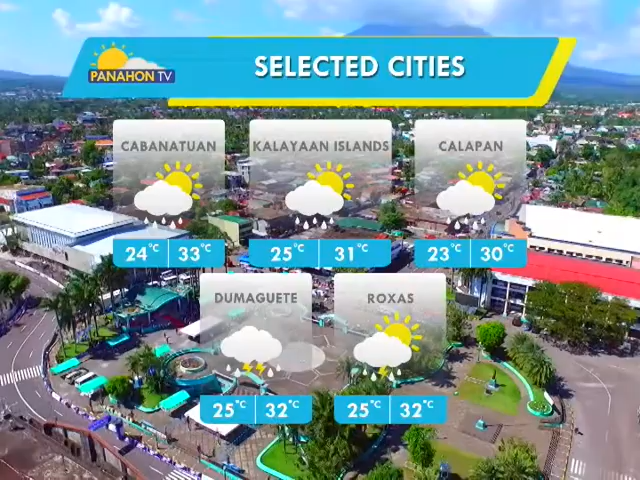 PANAHON TV
SELECTED CITIES
CABANATUAN
24°C 33°C
KALAYAAN ISLANDS
25°C 31°C
CALAPAN
23°C 30°C
DUMAGUETE
25°C 32°C
ROXAS
25°C 32°C